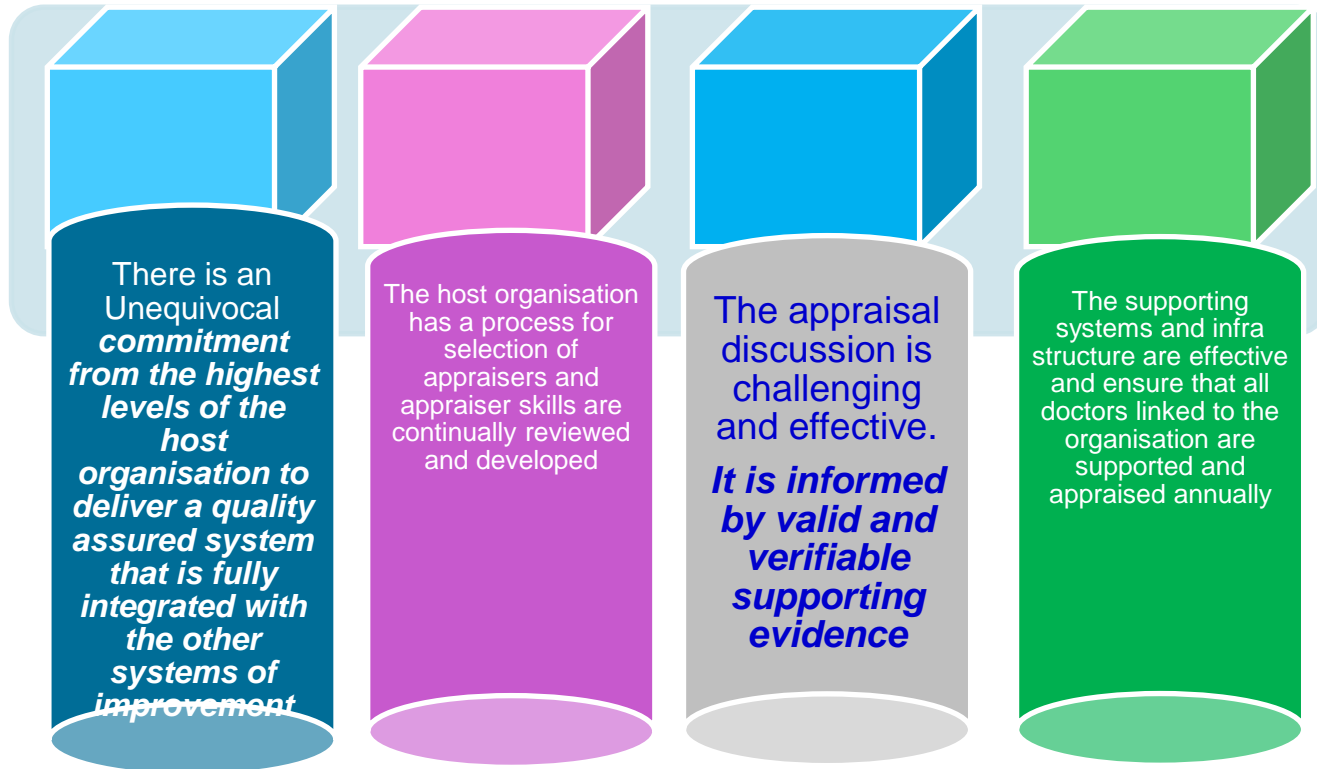 There is an
Unequivocal
commitment
from the highest
levels of the
host
organisation to
deliver a quality
assured system
that is fully
integrated with
the other
systems of
improvement
The host organisation
has a process for
selection of
appraisers and
appraiser skills are
continually reviewed
and developed
The appraisal
discussion is
challenging
and effective.
It is informed
by valid and
verifiable
supporting
evidence
The supporting
systems and infra
structure are effective
and ensure that all
doctors linked to the
organisation are
supported and
appraised annually